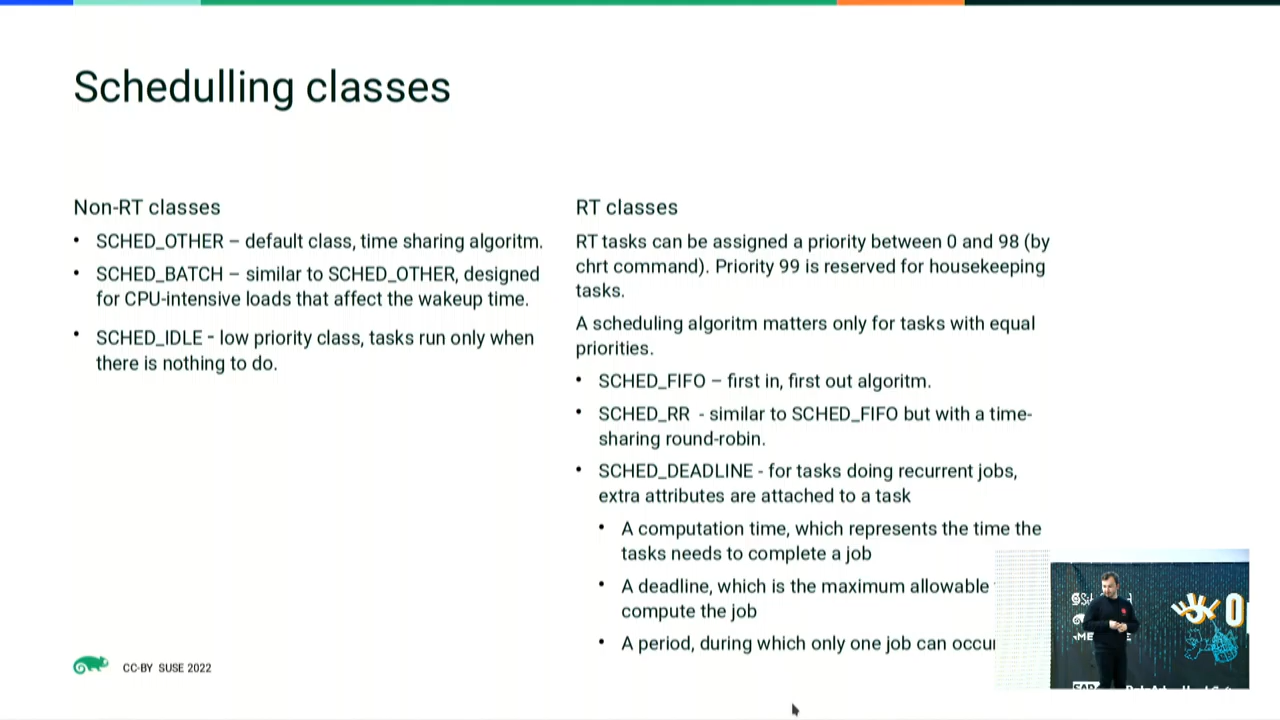 Schedulling classes
Non-RT classes
• SCHED_OTHER – default class, time sharing algoritm.
• SCHED_BATCH – similar to SCHED_OTHER, designed
for CPU-intensive loads that affect the wakeup time.
• SCHED_IDLE - low priority class, tasks run only when
there is nothing to do.
RT classes
RT tasks can be assigned a priority between 0 and 98 (by
chrt command). Priority 99 is reserved for housekeeping
tasks.
A scheduling algoritm matters only for tasks with equal
priorities.
• SCHED_FIFO – first in, first out algoritm.
• SCHED_RR - similar to SCHED_FIFO but with a time-
sharing round-robin.
• SCHED_DEADLINE - for tasks doing recurrent jobs,
extra attributes are attached to a task
• A computation time, which represents the time the
tasks needs to complete a job
• A deadline, which is the maximum allowable
compute the job
• A period, during which only one job can occur
CC-BY SUSE 2022
SAP